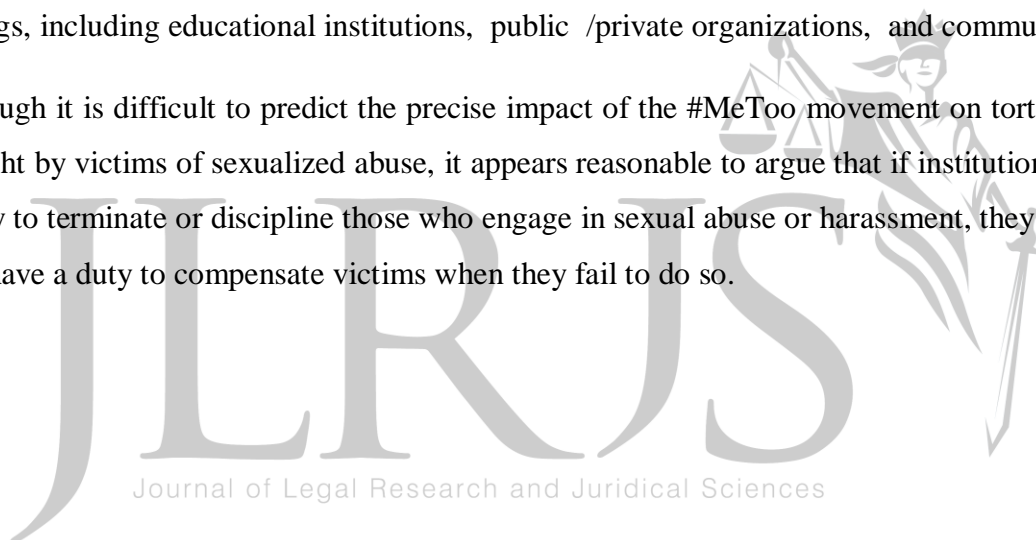 gs, including educational institutions, public /private organizations, and commu
ugh it is difficult to predict the precise impact of the #MeToo movement on tort
ht by victims of sexualized abuse, it appears reasonable to argue that if institution
to terminate or discipline those who engage in sexual abuse or harassment, they
have a duty to compensate victims when they fail to do so.
JLRJS
Journal of Legal Research and Juridical Sciences